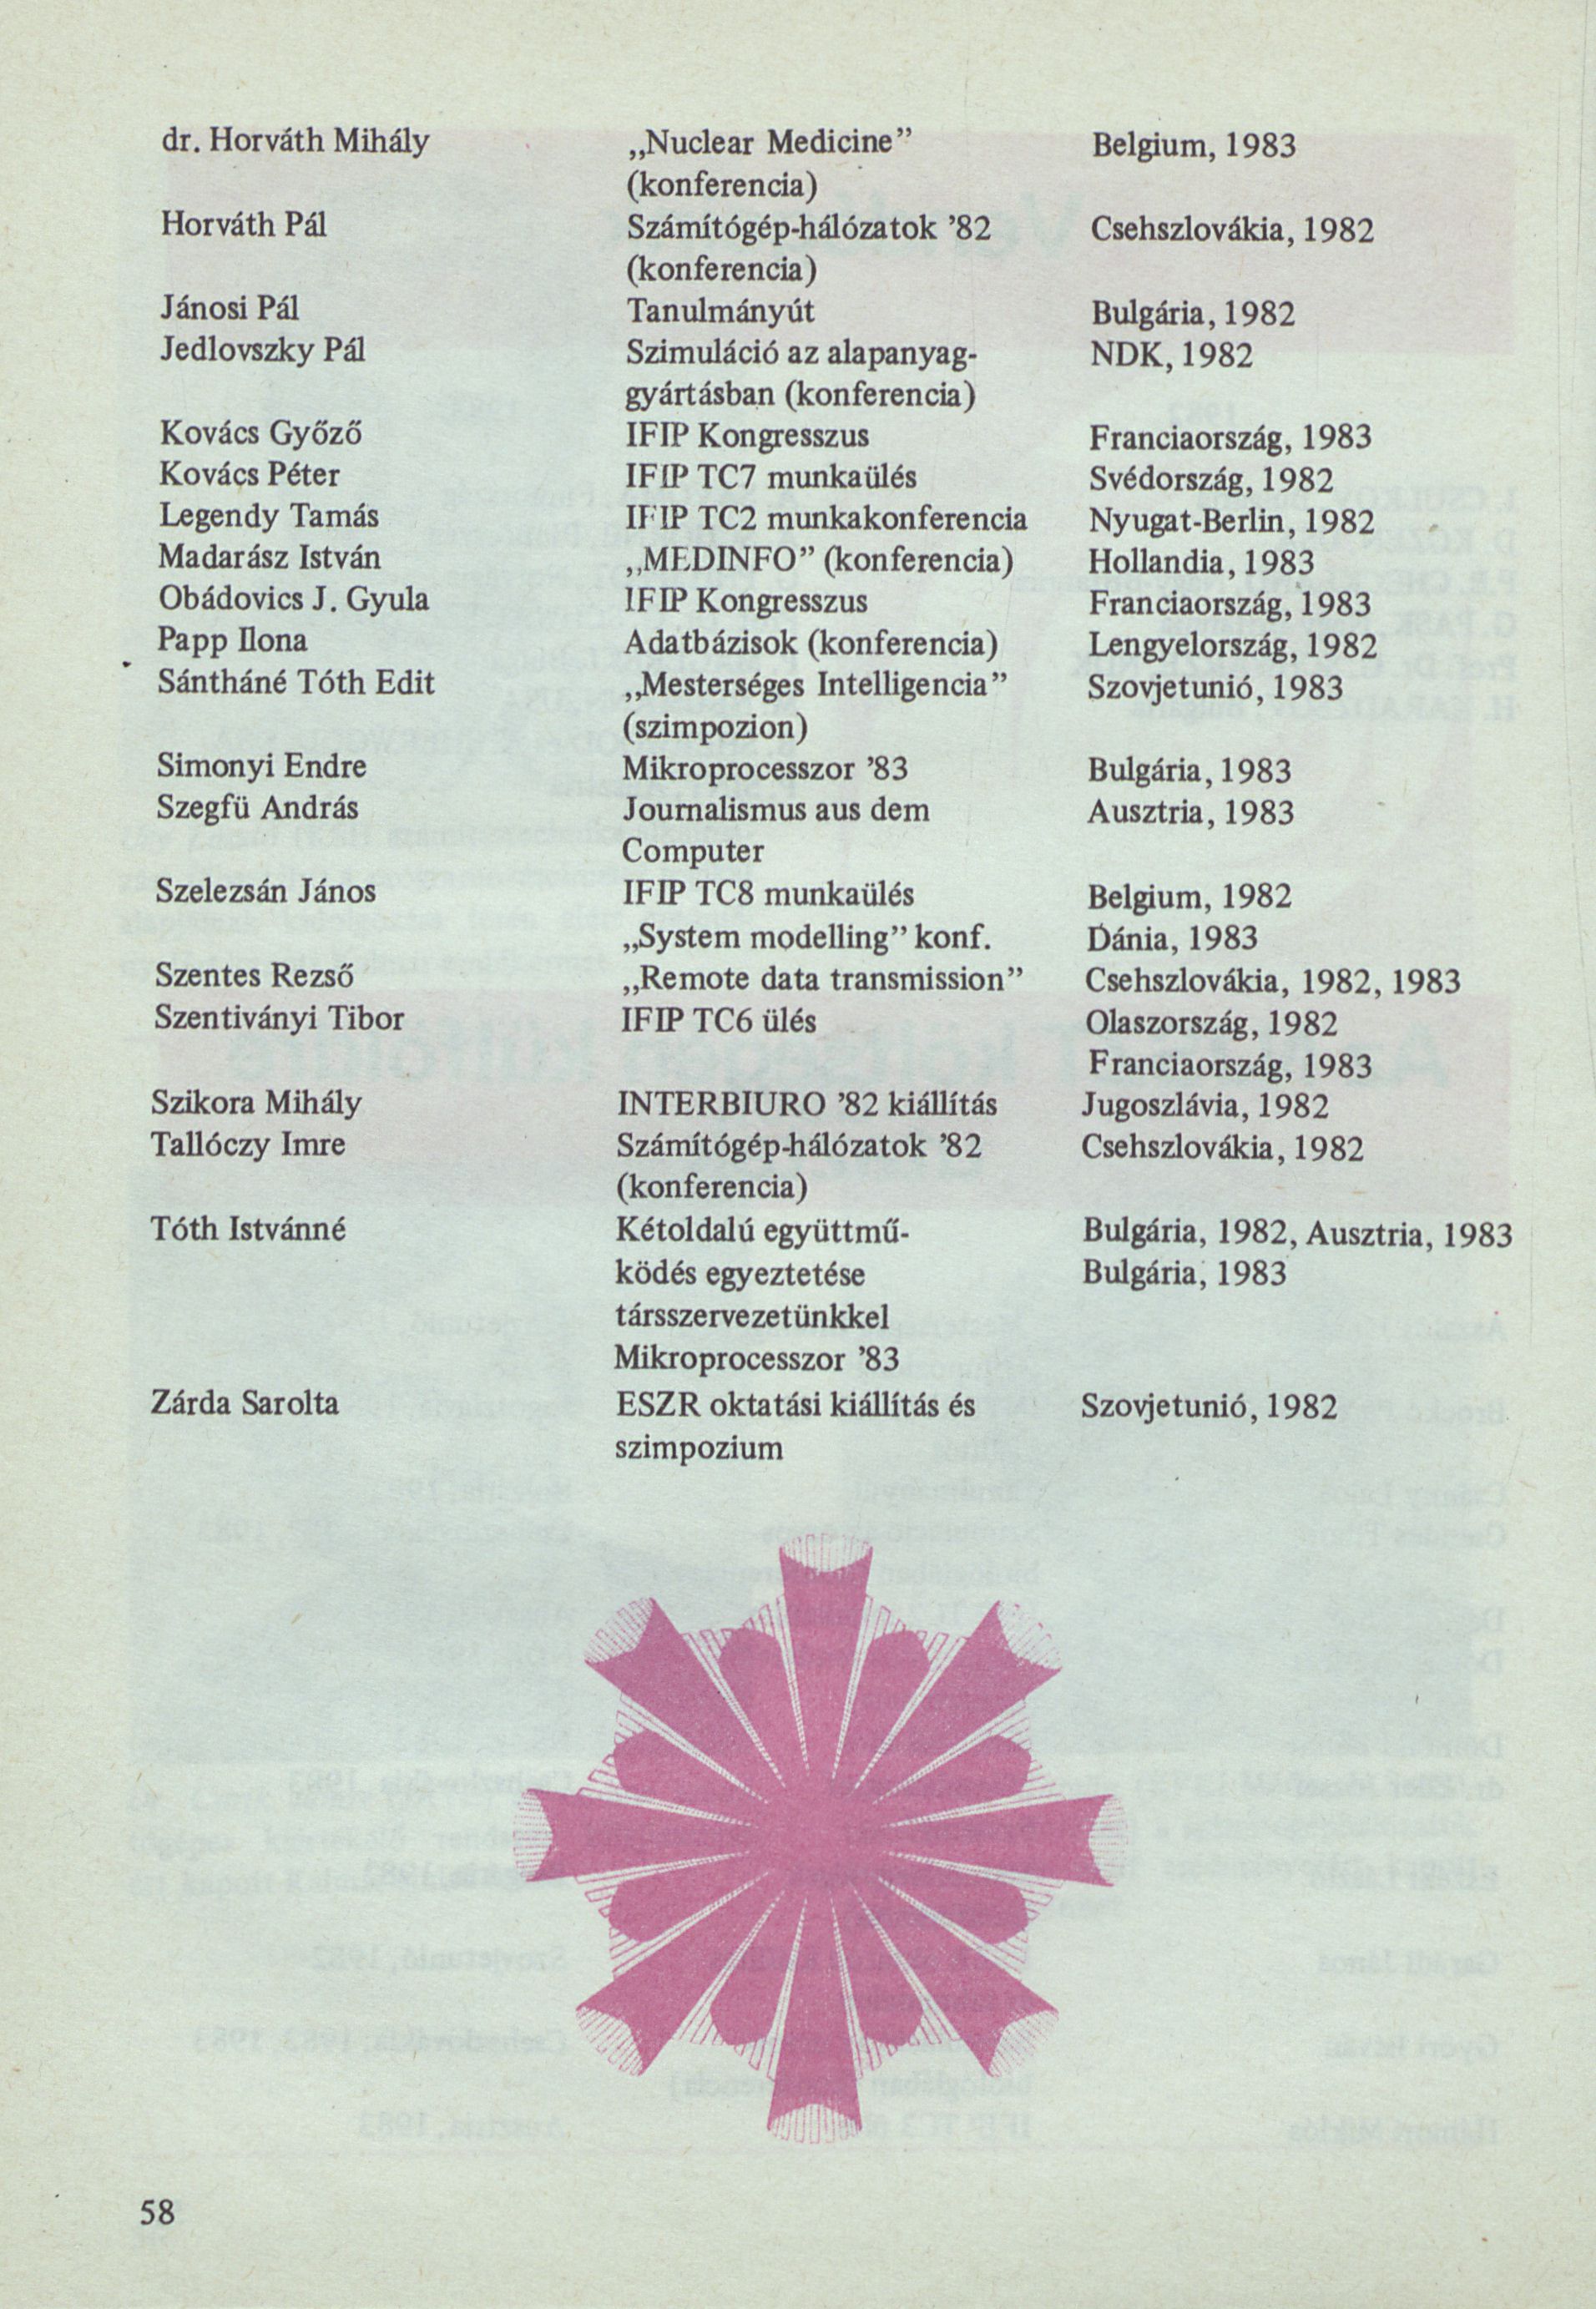 dr. Horváth Mihály „Nuclear Medicine” Belgium, 1983
(konferencia)
Horváth Pál Számítógép-hálózatok ’82 Csehszlovákia, 1982
(konferencia)
Jánosi Pál Tanulmányút Bulgária, 1982
Jedlovszky Pál Szimuláció az alapanyag- NDK, 1982
gyártásban (konferencia)
Kovács Győző IFIP Kongresszus Franciaország, 1983
Kovács Péter IFIP TC7 munkaülés Svédország, 1982
Legendy Tamás IFIP TC2 munkakonferencia Nyugat-Berlin, 1982
Madarász István „MEDINFO” (konferencia) Hollandia, 1983
Obádovics J. Gyula IFIP Kongresszus Franciaország, 1983
Papp Ilona Adatbázisok (konferencia) Lengyelország, 1982
Sántháné Tóth Edit „Mesterséges Intelligencia” Szovjetunió, 1983
(szimpozion)
Simonyi Endre Mikroprocesszor ’83 Bulgária, 1983
Szegfü András Journalismus aus dem Ausztria, 1983
Computer
Szelezsán János IFIP TC8 munkaülés Belgium, 1982
„System modelling” konf. Dánia, 1983
Szentes Rezső „Remote data transmission” Csehszlovákia, 1982, 1983
Szentiványi Tibor IFIP TC6 ülés Olaszország, 1982
Franciaország, 1983
Szikora Mihály INTERBIURO ’82 kiállítás Jugoszlávia, 1982
Tallóczy Imre Számítógép-hálózatok ’82 Csehszlovákia, 1982
(konferencia)
Tóth Istvánné Kétoldalú együttmű- Bulgária, 1982, Ausztria, 1983
ködés egyeztetése Bulgária, 1983
társszervezetünkkel
Mikroprocesszor ’83
Zárda Sarolta ESZR oktatási kiállítás és Szovjetunió, 1982
szimpozium
58